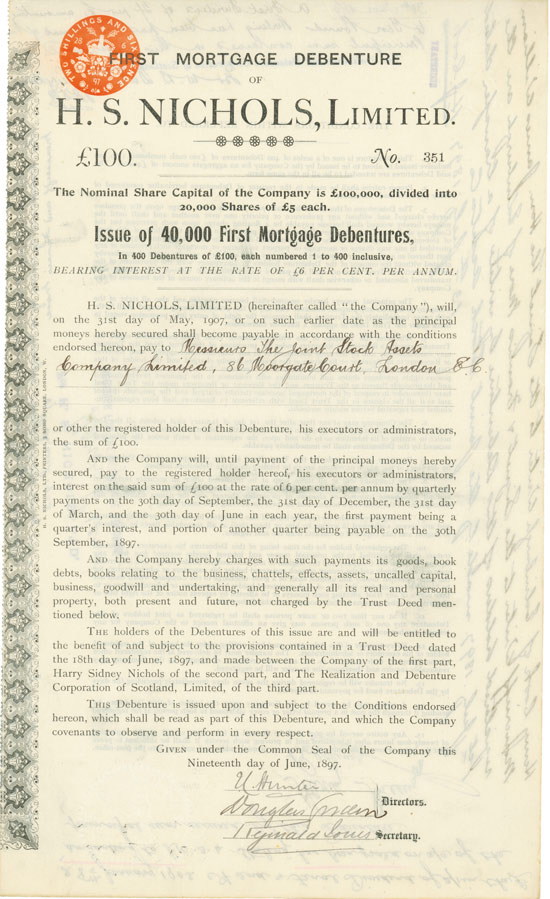 TWO SHILLINGS AND SIXPENCE
97
FIRST MORTGAGE DEBENTURE
OF
H. S. NICHOLS, LIMITED.
£100. No. 351
The Nominal Share Capital of the Company is £100,000, divided into
20,000 Shares of £5 each.
Issue of 40,000 First Mortgage Debentures,
In 400 Debentures of £100, each numbered 1 to 400 inclusive,
BEARING INTEREST AT THE RATE OF £6 PER CENT. PER ANNUM.
H. S. NICHOLS, LIMITED (hereinafter called "the Company"), will,
on the 31st day of May, 1907, or on such earlier date as the principal
moneys hereby secured shall become payable in accordance with the conditions
endorsed hereon, pay to Messieurs The Joint Stock Assets
Company Limited, 86 Moorgate Court, London E.C.
or other the registered holder of this Debenture, his executors or administrators,
the sum of £100.
AND the Company will, until payment of the principal moneys hereby
secured, pay to the registered holder hereof, his executors or administrators,
interest on the said sum of £100 at the rate of 6 per cent. per annum by quarterly
payments on the 30th day of September, the 31st day of December, the 31st day
of March, and the 30th day of June in each year, the first payment being a
quarter's interest, and portion of another quarter being payable on the 30th
September, 1897.
AND the Company hereby charges with such payments its goods, book
debts, books relating to the business, chattels, effects, assets, uncalled capital,
business, goodwill and undertaking, and generally all its real and personal
property, both present and future, not charged by the Trust Deed men-
tioned below.
THE holders of the Debentures of this issue are and will be entitled to
the benefit of and subject to the provisions contained in a Trust Deed dated
the 18th day of June, 1897, and made between the Company of the first part,
Harry Sidney Nichols of the second part, and The Realization and Debenture
Corporation of Scotland, Limited, of the third part.
THIS Debenture is issued upon and subject to the Conditions endorsed
hereon, which shall be read as part of this Debenture, and which the Company
covenants to observe and perform in every respect.
GIVEN under the Common Seal of the Company this
Nineteenth day of June, 1897.
Directors.
Douglas
Reginald Jones Secretary.
H. S. NICHOLS, LTD., PRINTERS, 3 SOHO SQUARE, LONDON, W.